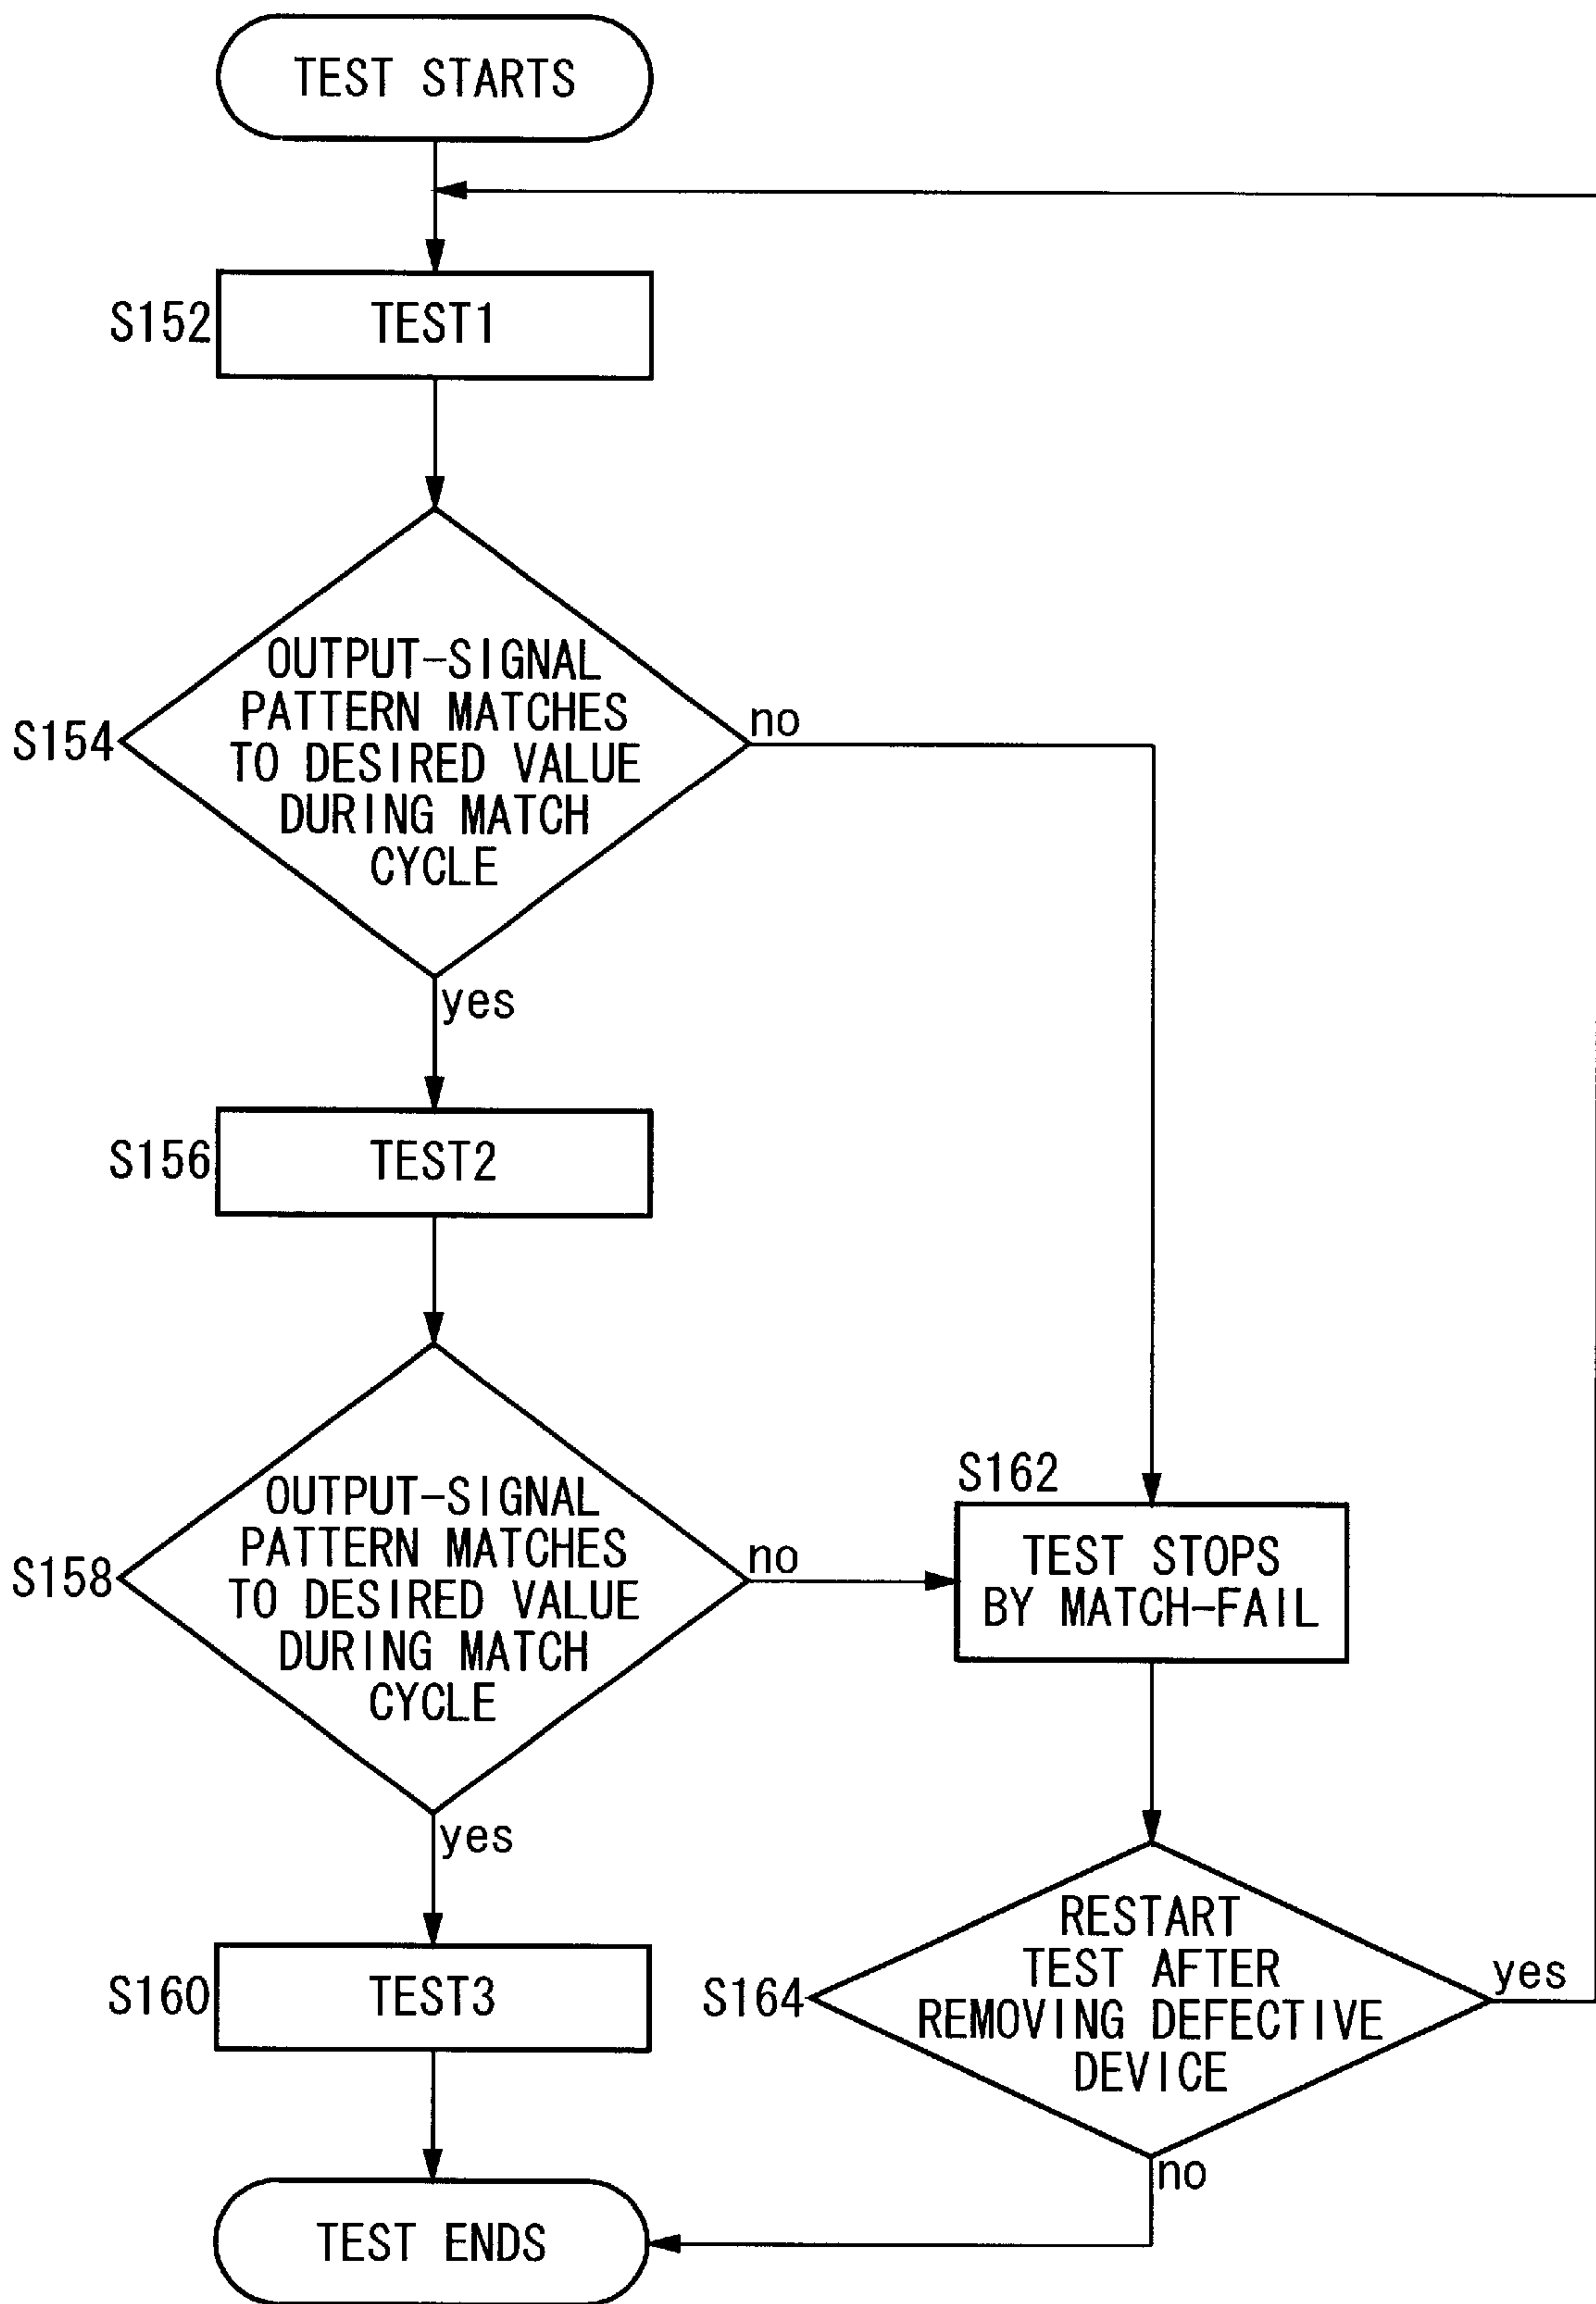 TEST STARTS
S152
TEST1
S154
OUTPUT-SIGNAL
PATTERN MATCHES
TO DESIRED VALUE
DURING MATCH
CYCLE
no
yes
S156
TEST2
S158
OUTPUT-SIGNAL
PATTERN MATCHES
TO DESIRED VALUE
DURING MATCH
CYCLE
no
yes
S162
TEST STOPS
BY MATCH-FAIL
S160
TEST3
S164
RESTART
TEST AFTER
REMOVING DEFECTIVE
DEVICE
yes
no
TEST ENDS